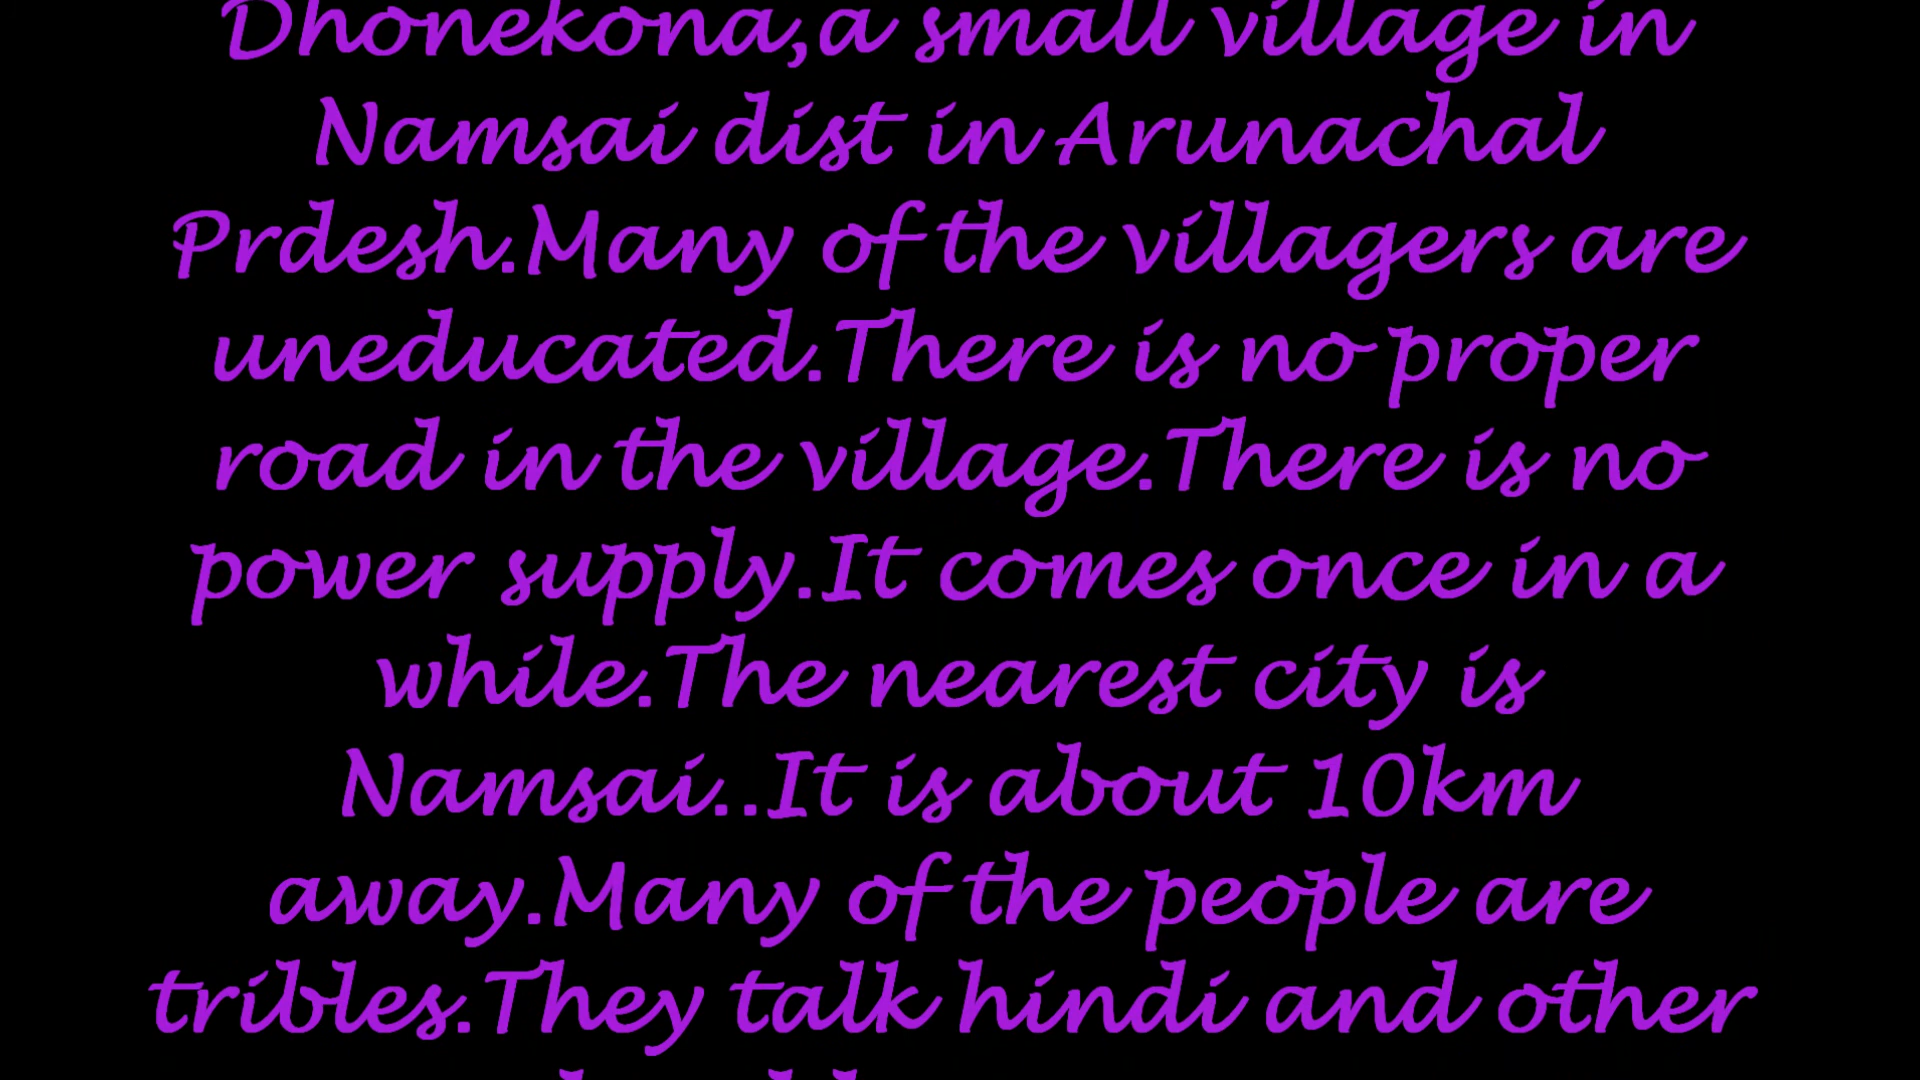 Dhonekona,a small village in
Namsai dist in Arunachal
Prdesh.Many of the villagers are
uneducated.There is no proper
road in the village.There is no
power supply.It comes once in a
while.The nearest city is
Namsai..It is about 10km
away.Many of the people are
tribles.They talk hindi and other